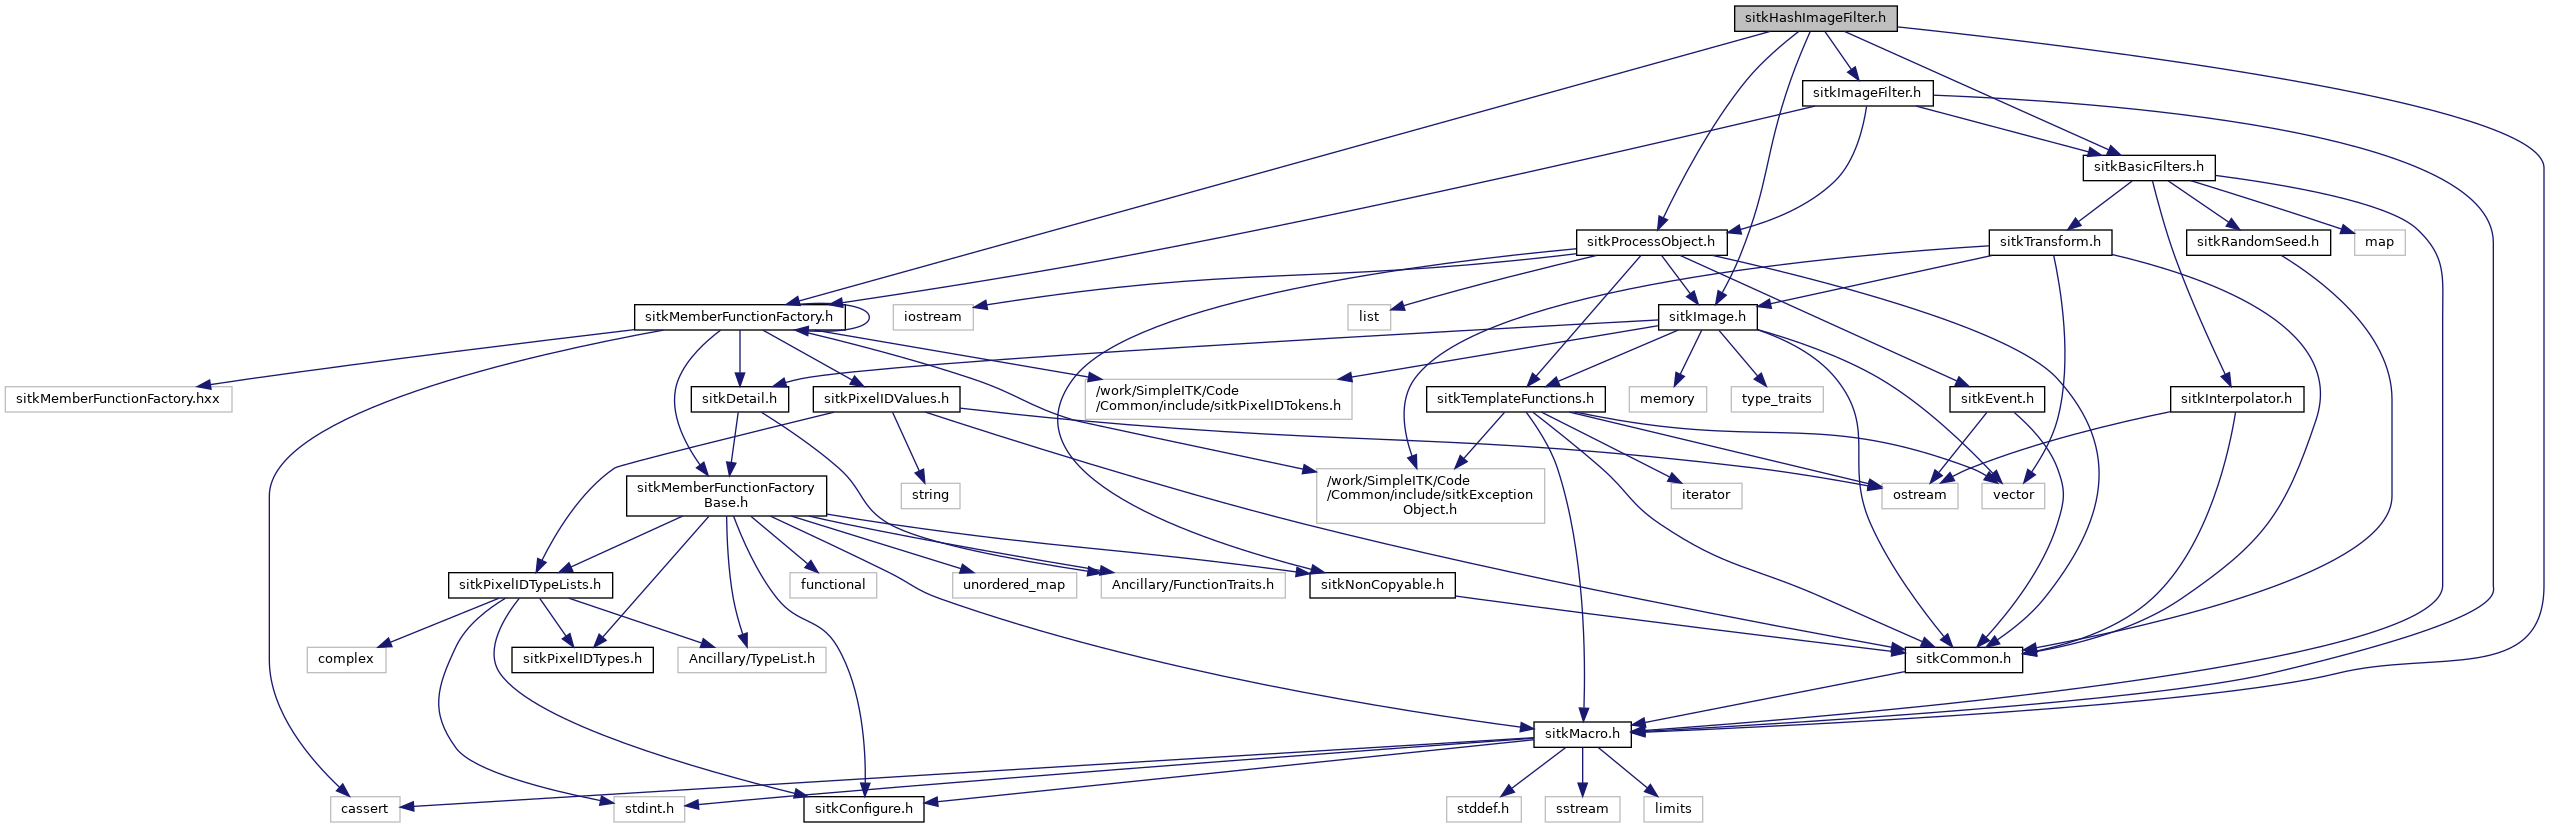 sitkHashImageFilter.h
sitkImageFilter.h
sitkBasicFilters.h
sitkProcessObject.h
sitkTransform.h
sitkRandomSeed.h
map
sitkMemberFunctionFactory.h
iostream
list
sitkImage.h
sitkMemberFunctionFactory.hxx
sitkDetail.h
sitkPixelIDValues.h
/work/SimpleITK/Code
/Common/include/sitkPixelIDTokens.h
sitkTemplateFunctions.h
memory
type_traits
sitkEvent.h
sitkInterpolator.h
sitkMemberFunctionFactory
Base.h
string
/work/SimpleITK/Code
/Common/include/sitkException
Object.h
iterator
ostream
vector
sitkPixelIDTypeLists.h
functional
unordered_map
Ancillary/FunctionTraits.h
sitkNonCopyable.h
complex
sitkPixelIDTypes.h
Ancillary/TypeList.h
sitkCommon.h
sitkMacro.h
cassert
stdint.h
sitkConfigure.h
stddef.h
sstream
limits